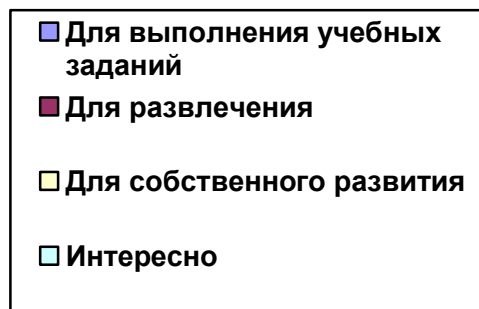 Для выполнения учебных
заданий
Для развлечения
Для собственного развития
Интересно